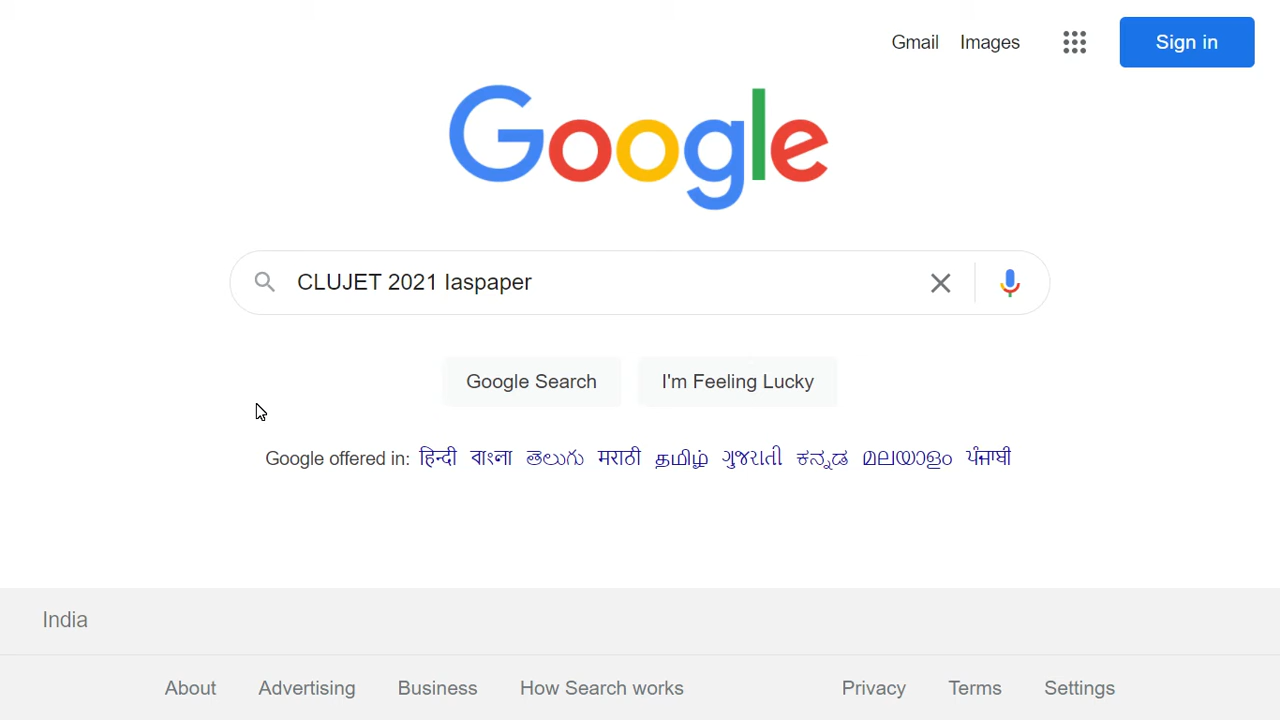 Gmail Images Sign in
Google
CLUJET 2021 laspaper
Google Search I'm Feeling Lucky
Google offered in: हिन्दी বাংলা తెలుగు मराठी தமிழ் ગુજરાતી ಕನ್ನಡ മലയാളം ਪੰਜਾਬੀ
India
About Advertising Business How Search works Privacy Terms Settings